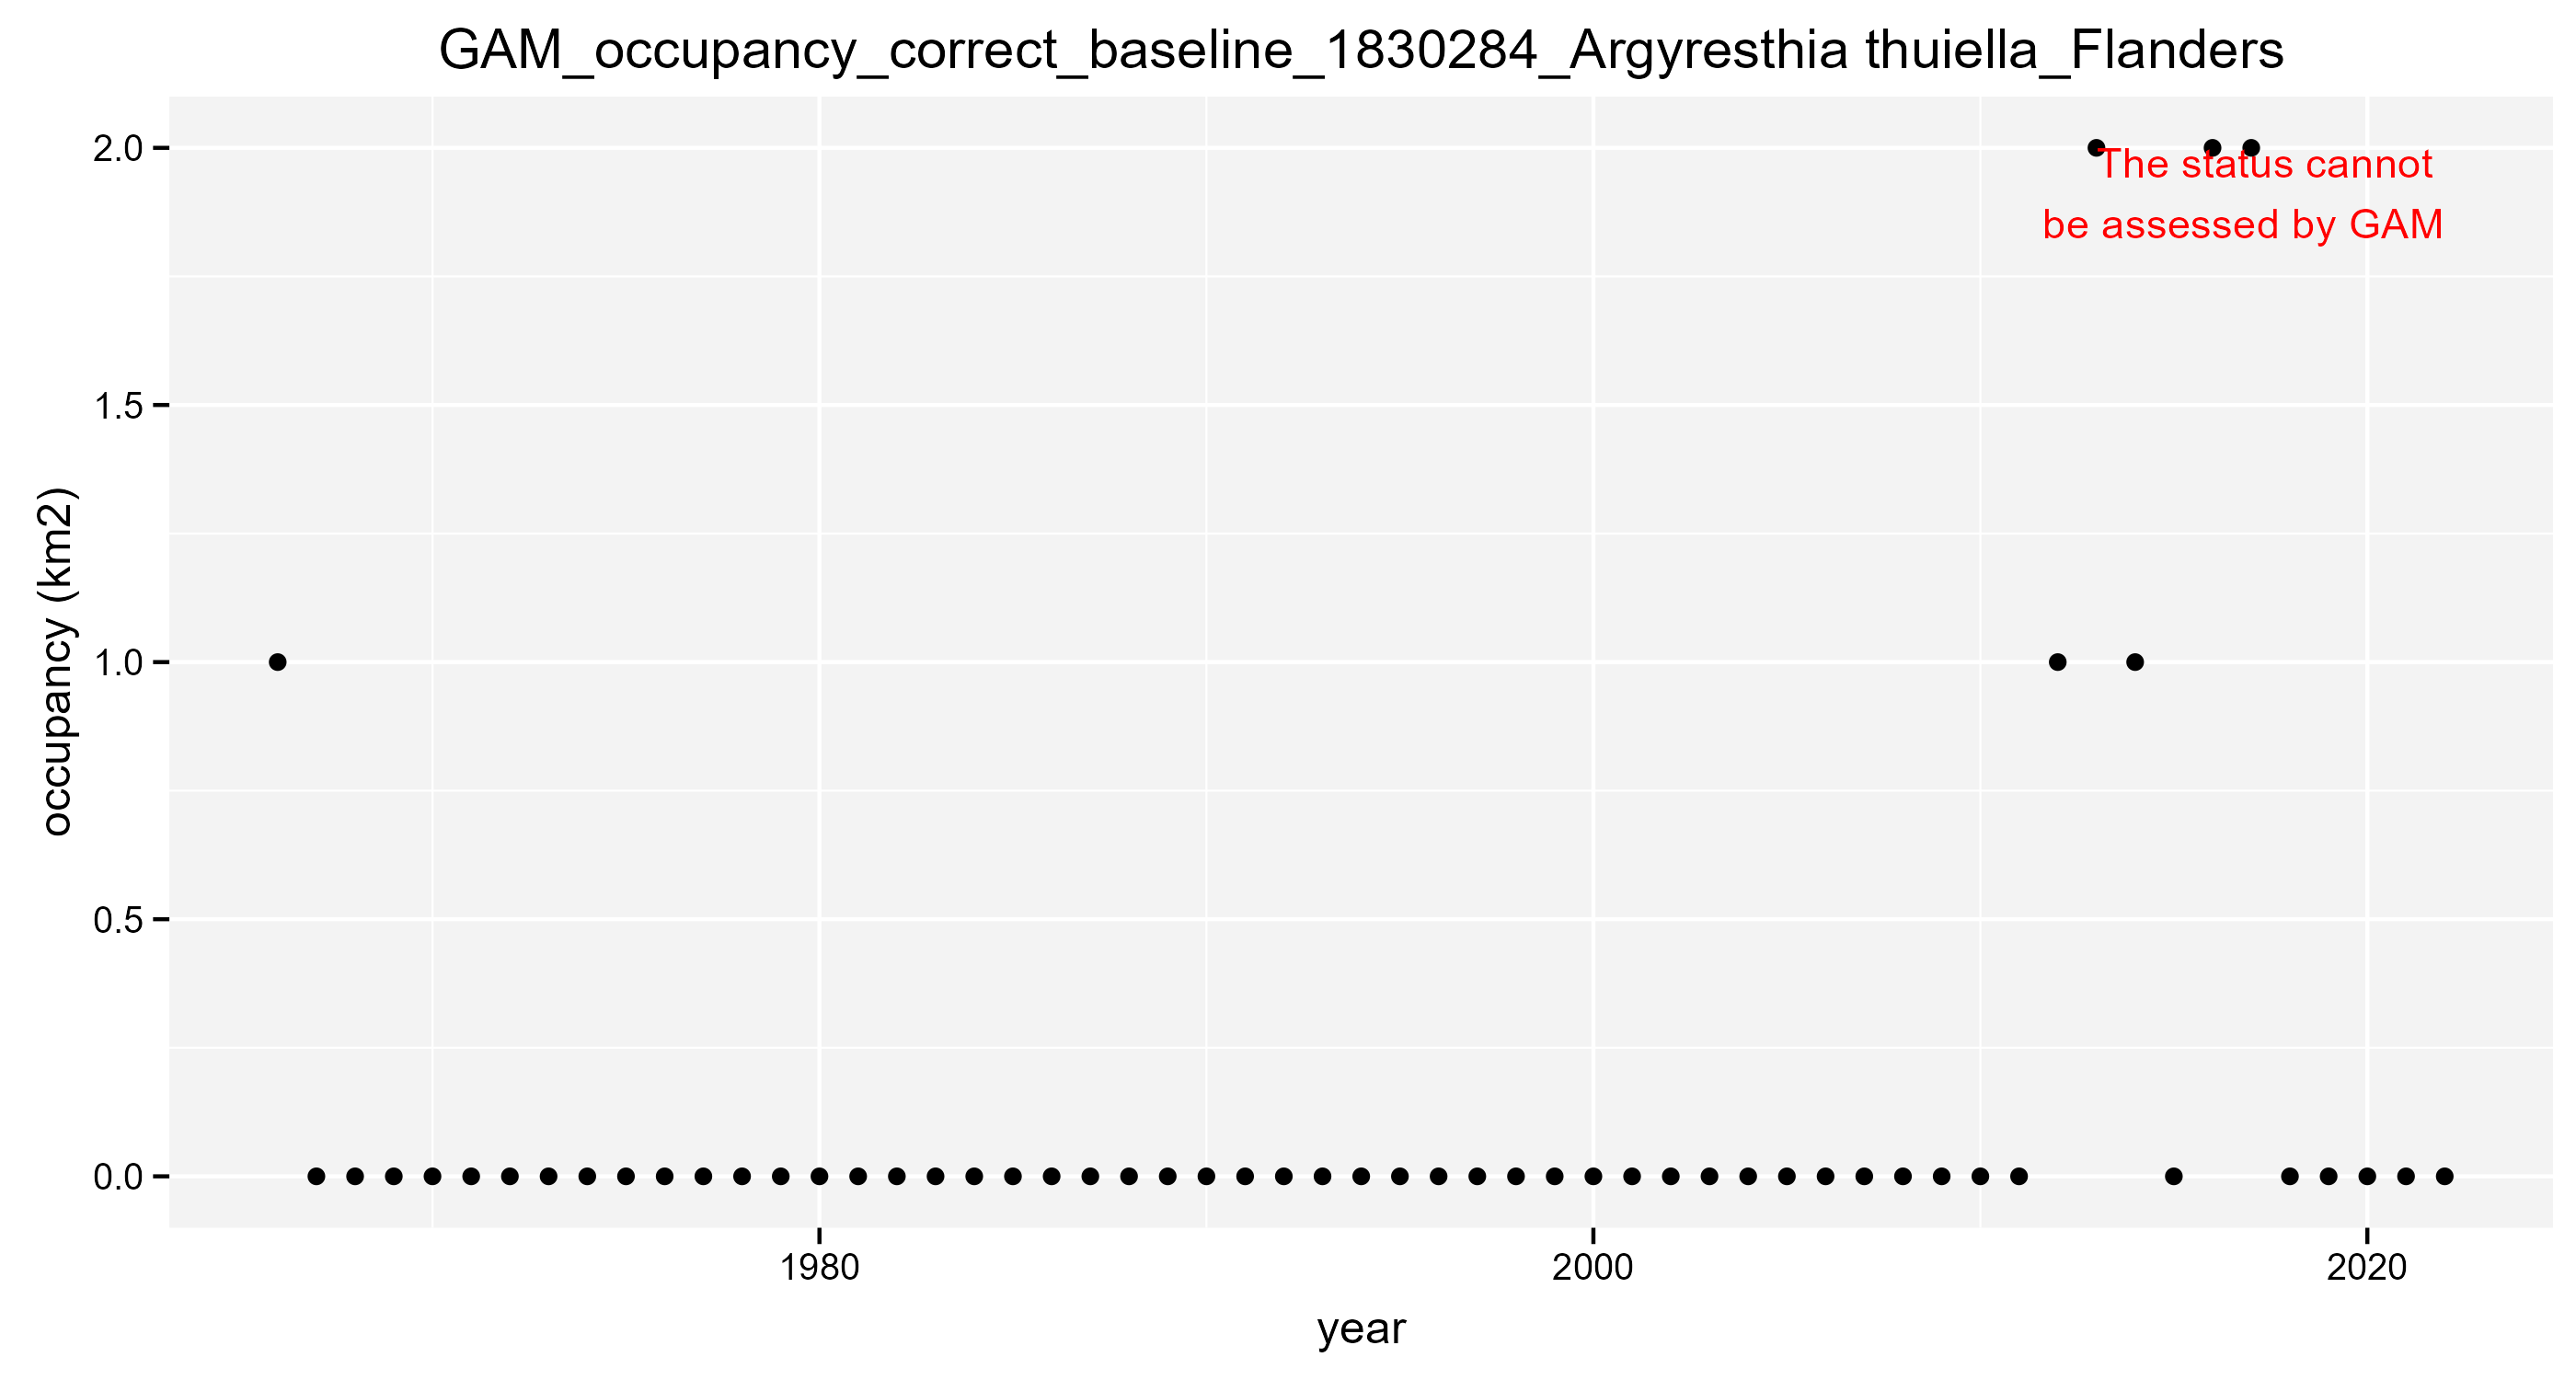 GAM_occupancy_correct_baseline_1830284_Argyresthia thuiella_Flanders
2.0
The status cannot
be assessed by GAM
1.5
occupancy (km2)
1.0
0.5
0.0
1980
2000
2020
year